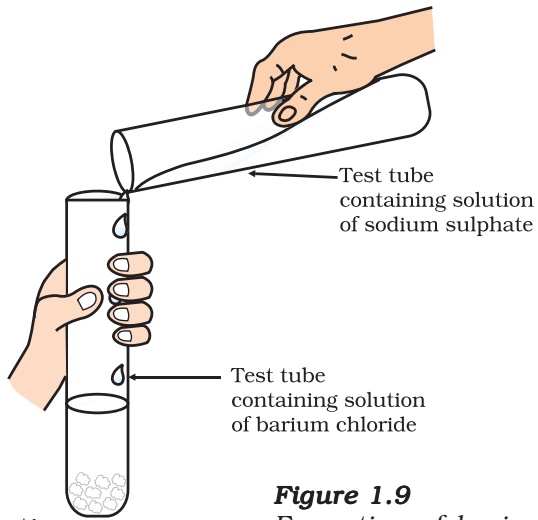 Test tube
containing solution
of sodium sulphate
Test tube
containing solution
of barium chloride
Figure 1.9